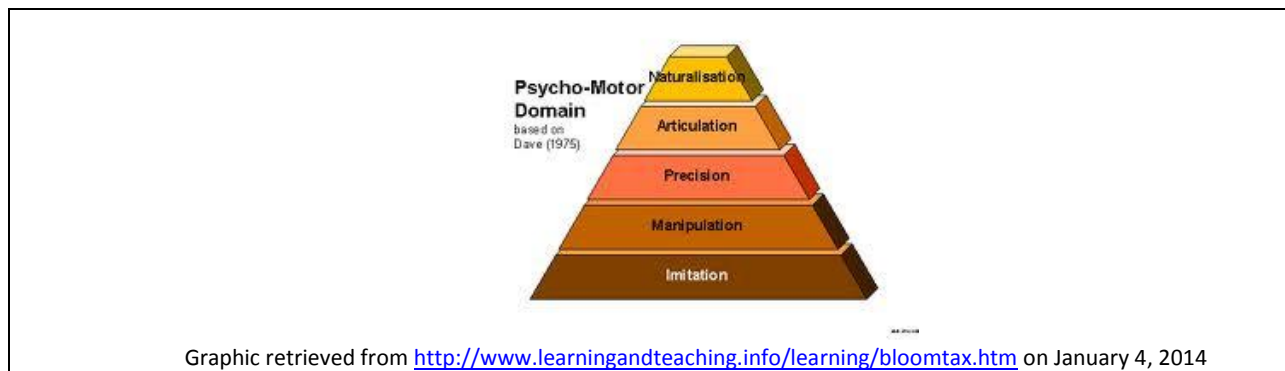 Psycho-Motor
Domain
based on
Dave (1975)
Naturalisation
Articulation
Precision
Manipulation
Imitation
Graphic retrieved from http://www.learningandteaching.info/learning/bloomtax.htm on January 4, 2014